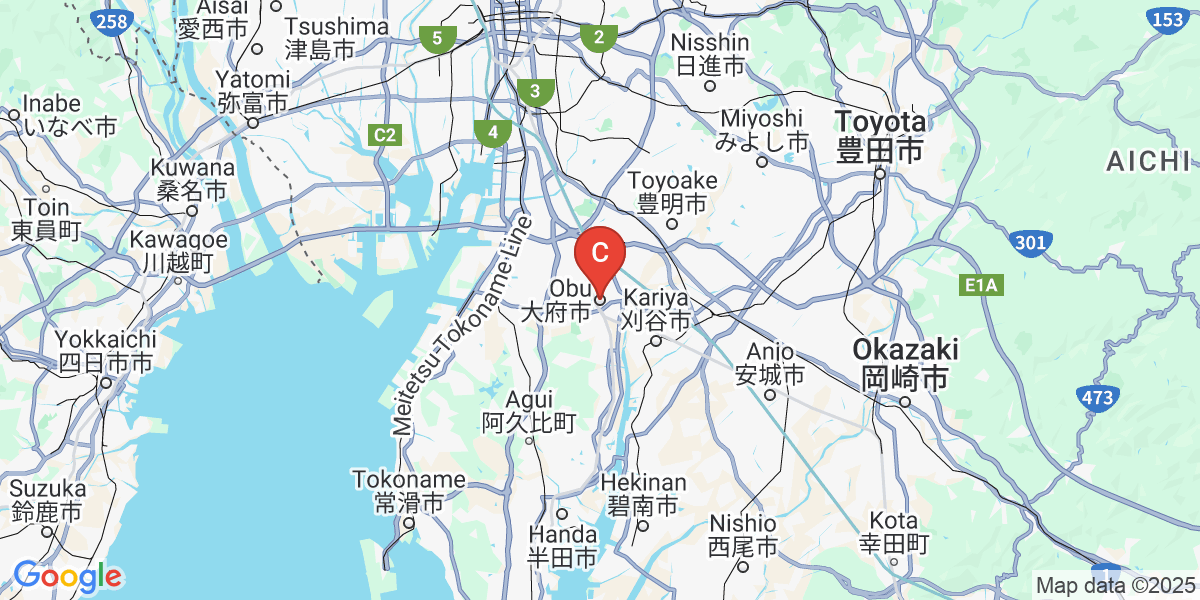 Aisai
愛西市
258
Tsushima
津島市
5
2
Nisshin
日進市
153
Yatomi
弥富市
3
Inabe
いなべ市
C2
4
Miyoshi
みよし市
Toyota
豊田市
AICHI
Kuwana
桑名市
Toyoake
豊明市
Toin
東員町
Kawagoe
川越町
Meitetsu-Tokoname Line
C
301
E1A
Obu
大府市
Kariya
刈谷市
Yokkaichi
四日市市
Anjo
安城市
Okazaki
岡崎市
473
Agui
阿久比町
Tokoname
常滑市
Hekinan
碧南市
Suzuka
鈴鹿市
Handa
半田市
Nishio
西尾市
Kota
幸田町
1
Google
Map data ©2025